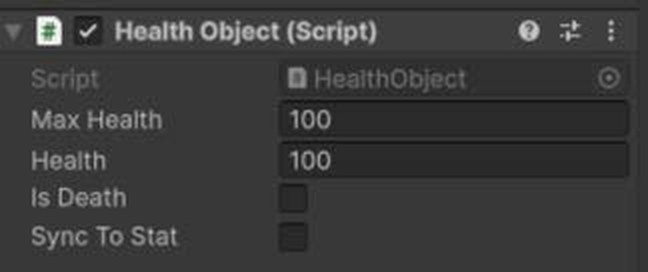 Health Object (Script)
Script HealthObject
Max Health 100
Health 100
Is Death
Sync To Stat